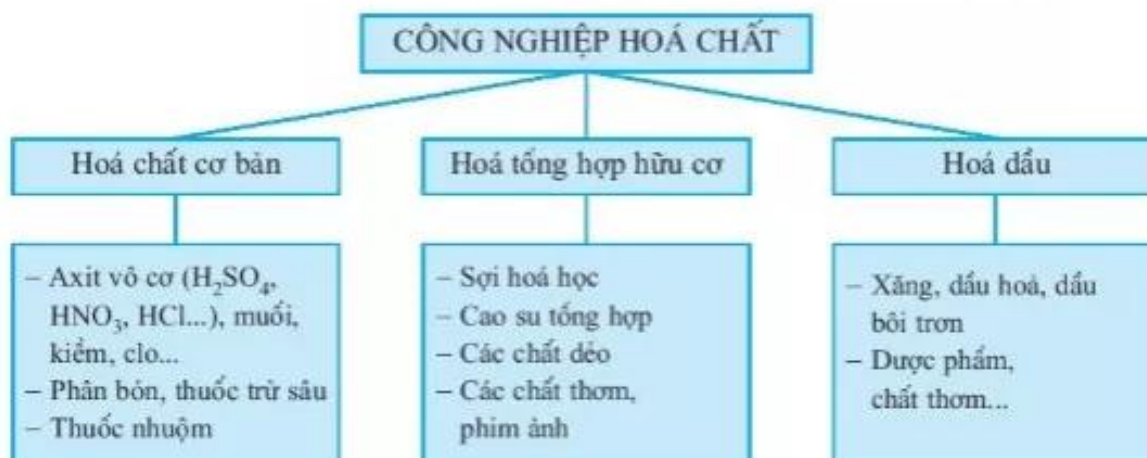 CÔNG NGHIỆP HOÁ CHẤT
Hoá chất cơ bản
Hoá tổng hợp hữu cơ
Hoá dầu
– Axit vô cơ (H₂SO₄,
HNO₃, HCl...), muối,
kiềm, clo...
– Phân bón, thuốc trừ sâu
– Thuốc nhuộm
– Sợi hoá học
– Cao su tổng hợp
– Các chất dẻo
– Các chất thơm,
phim ảnh
– Xăng, dầu hoả, dầu
bôi trơn
– Dược phẩm,
chất thơm...